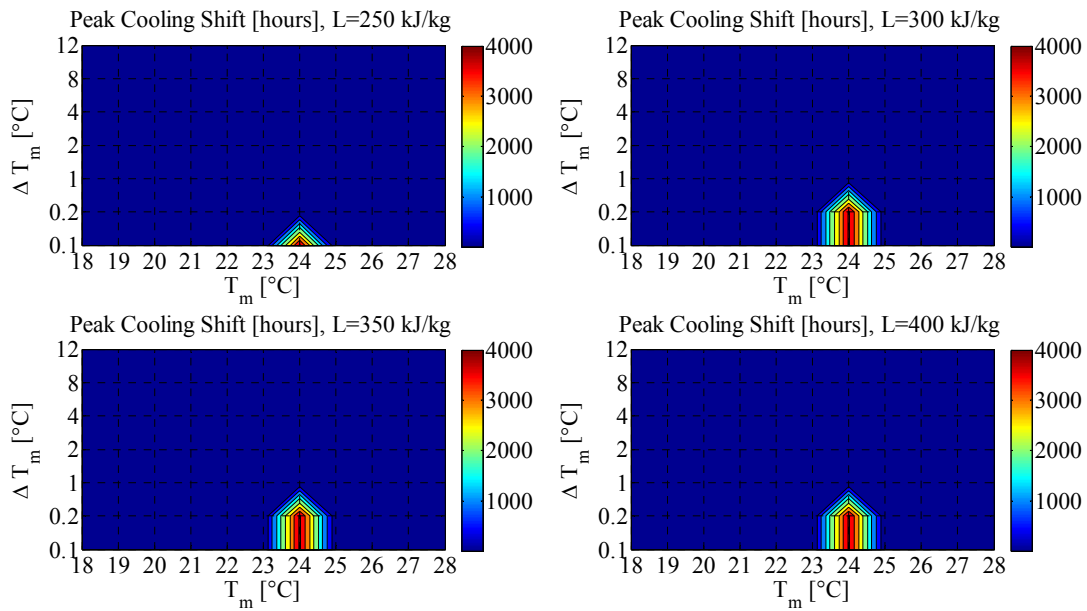 Peak Cooling Shift [hours], L=250 kJ/kg
12
8
4
2
1
0.2
0.1
Δ T_m [°C]
18 19 20 21 22 23 24 25 26 27 28
T_m [°C]
4000
3000
2000
1000
Peak Cooling Shift [hours], L=300 kJ/kg
12
8
4
2
1
0.2
0.1
Δ T_m [°C]
18 19 20 21 22 23 24 25 26 27 28
T_m [°C]
4000
3000
2000
1000
Peak Cooling Shift [hours], L=350 kJ/kg
12
8
4
2
1
0.2
0.1
Δ T_m [°C]
18 19 20 21 22 23 24 25 26 27 28
T_m [°C]
4000
3000
2000
1000
Peak Cooling Shift [hours], L=400 kJ/kg
12
8
4
2
1
0.2
0.1
Δ T_m [°C]
18 19 20 21 22 23 24 25 26 27 28
T_m [°C]
4000
3000
2000
1000